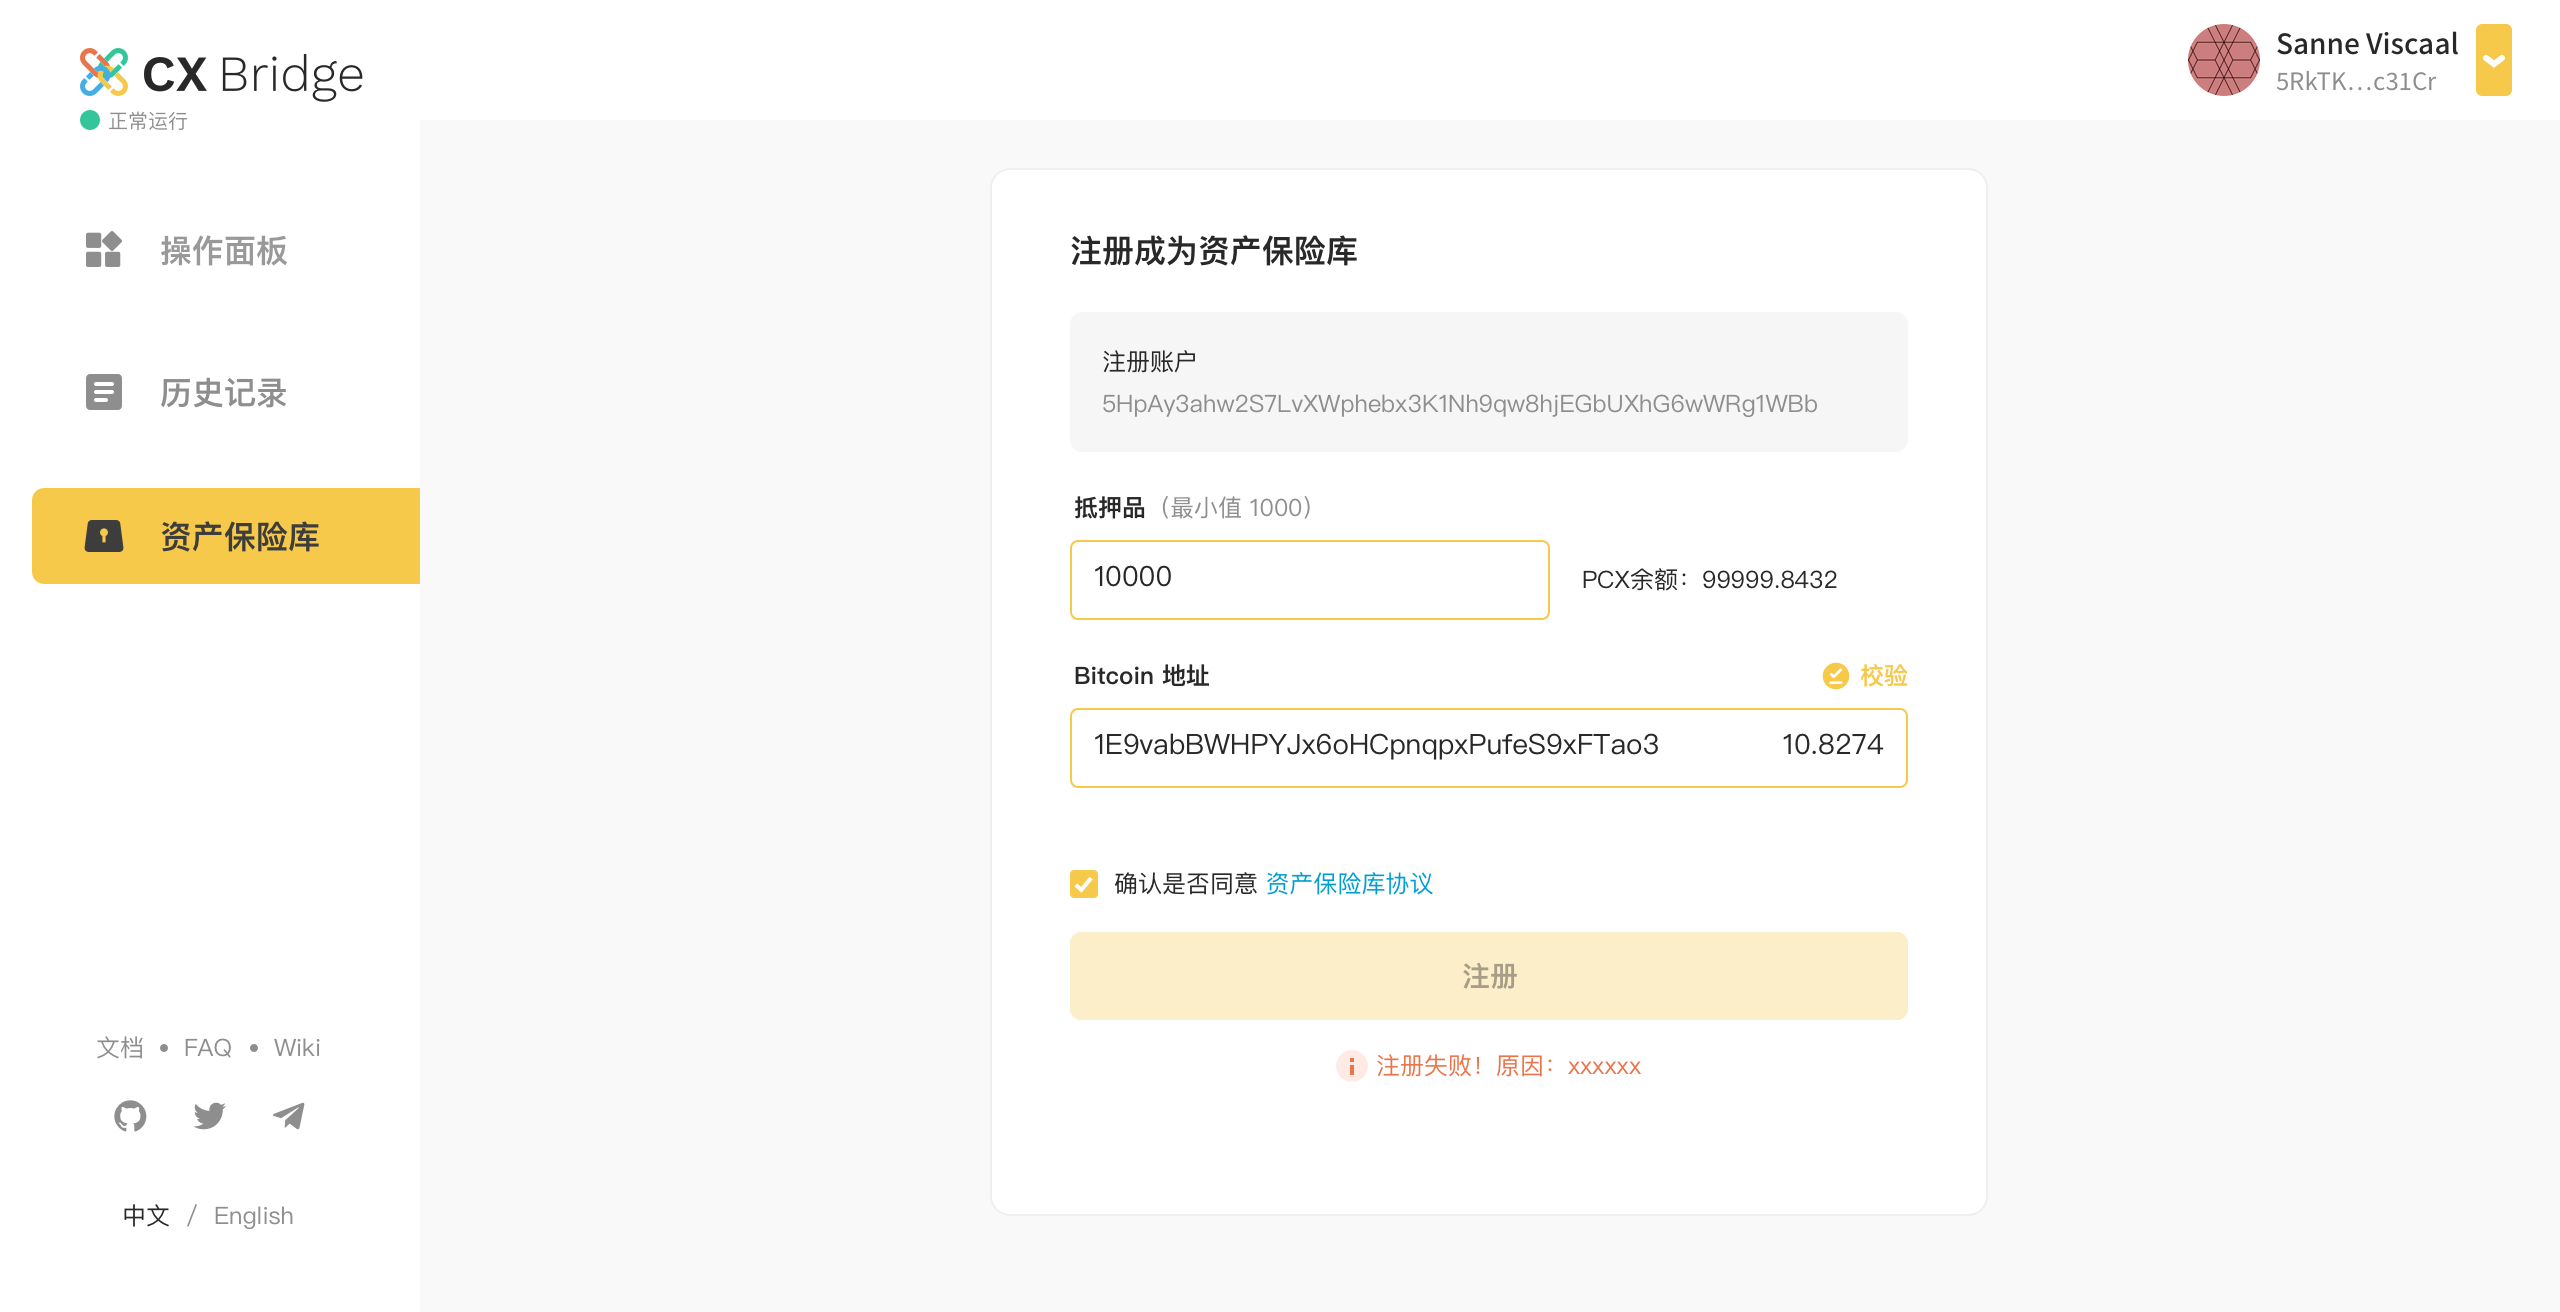 CX Bridge
正常运行
操作面板
历史记录
资产保险库
文档 • FAQ • Wiki
中文 / English
Sanne Viscaal
5RkTK...c31Cr
注册成为资产保险库
注册账户
5HpAy3ahw2S7LvXWphebx3K1Nh9qw8hjEGbUXhG6wWRg1WBb
抵押品（最小值 1000）
10000
PCX余额：99999.8432
Bitcoin 地址
校验
1E9vabBWHPYJx6oHCpnqpxPufeS9xFTao3
10.8274
确认是否同意 资产保险库协议
注册
注册失败！原因：xxxxxx